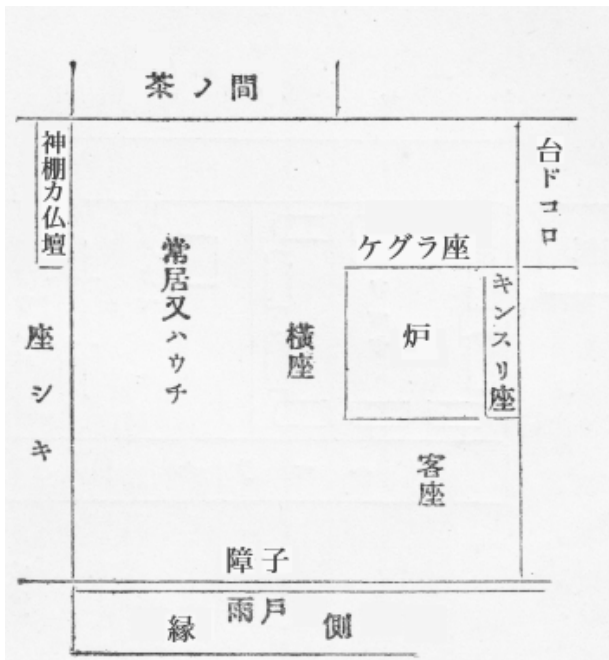 茶ノ間
神棚カ仏壇
台ドコロ
ケグラ座
常居又ハウチ
横座
炉
キンスリ座
座シキ
客座
障子
雨戸
縁側